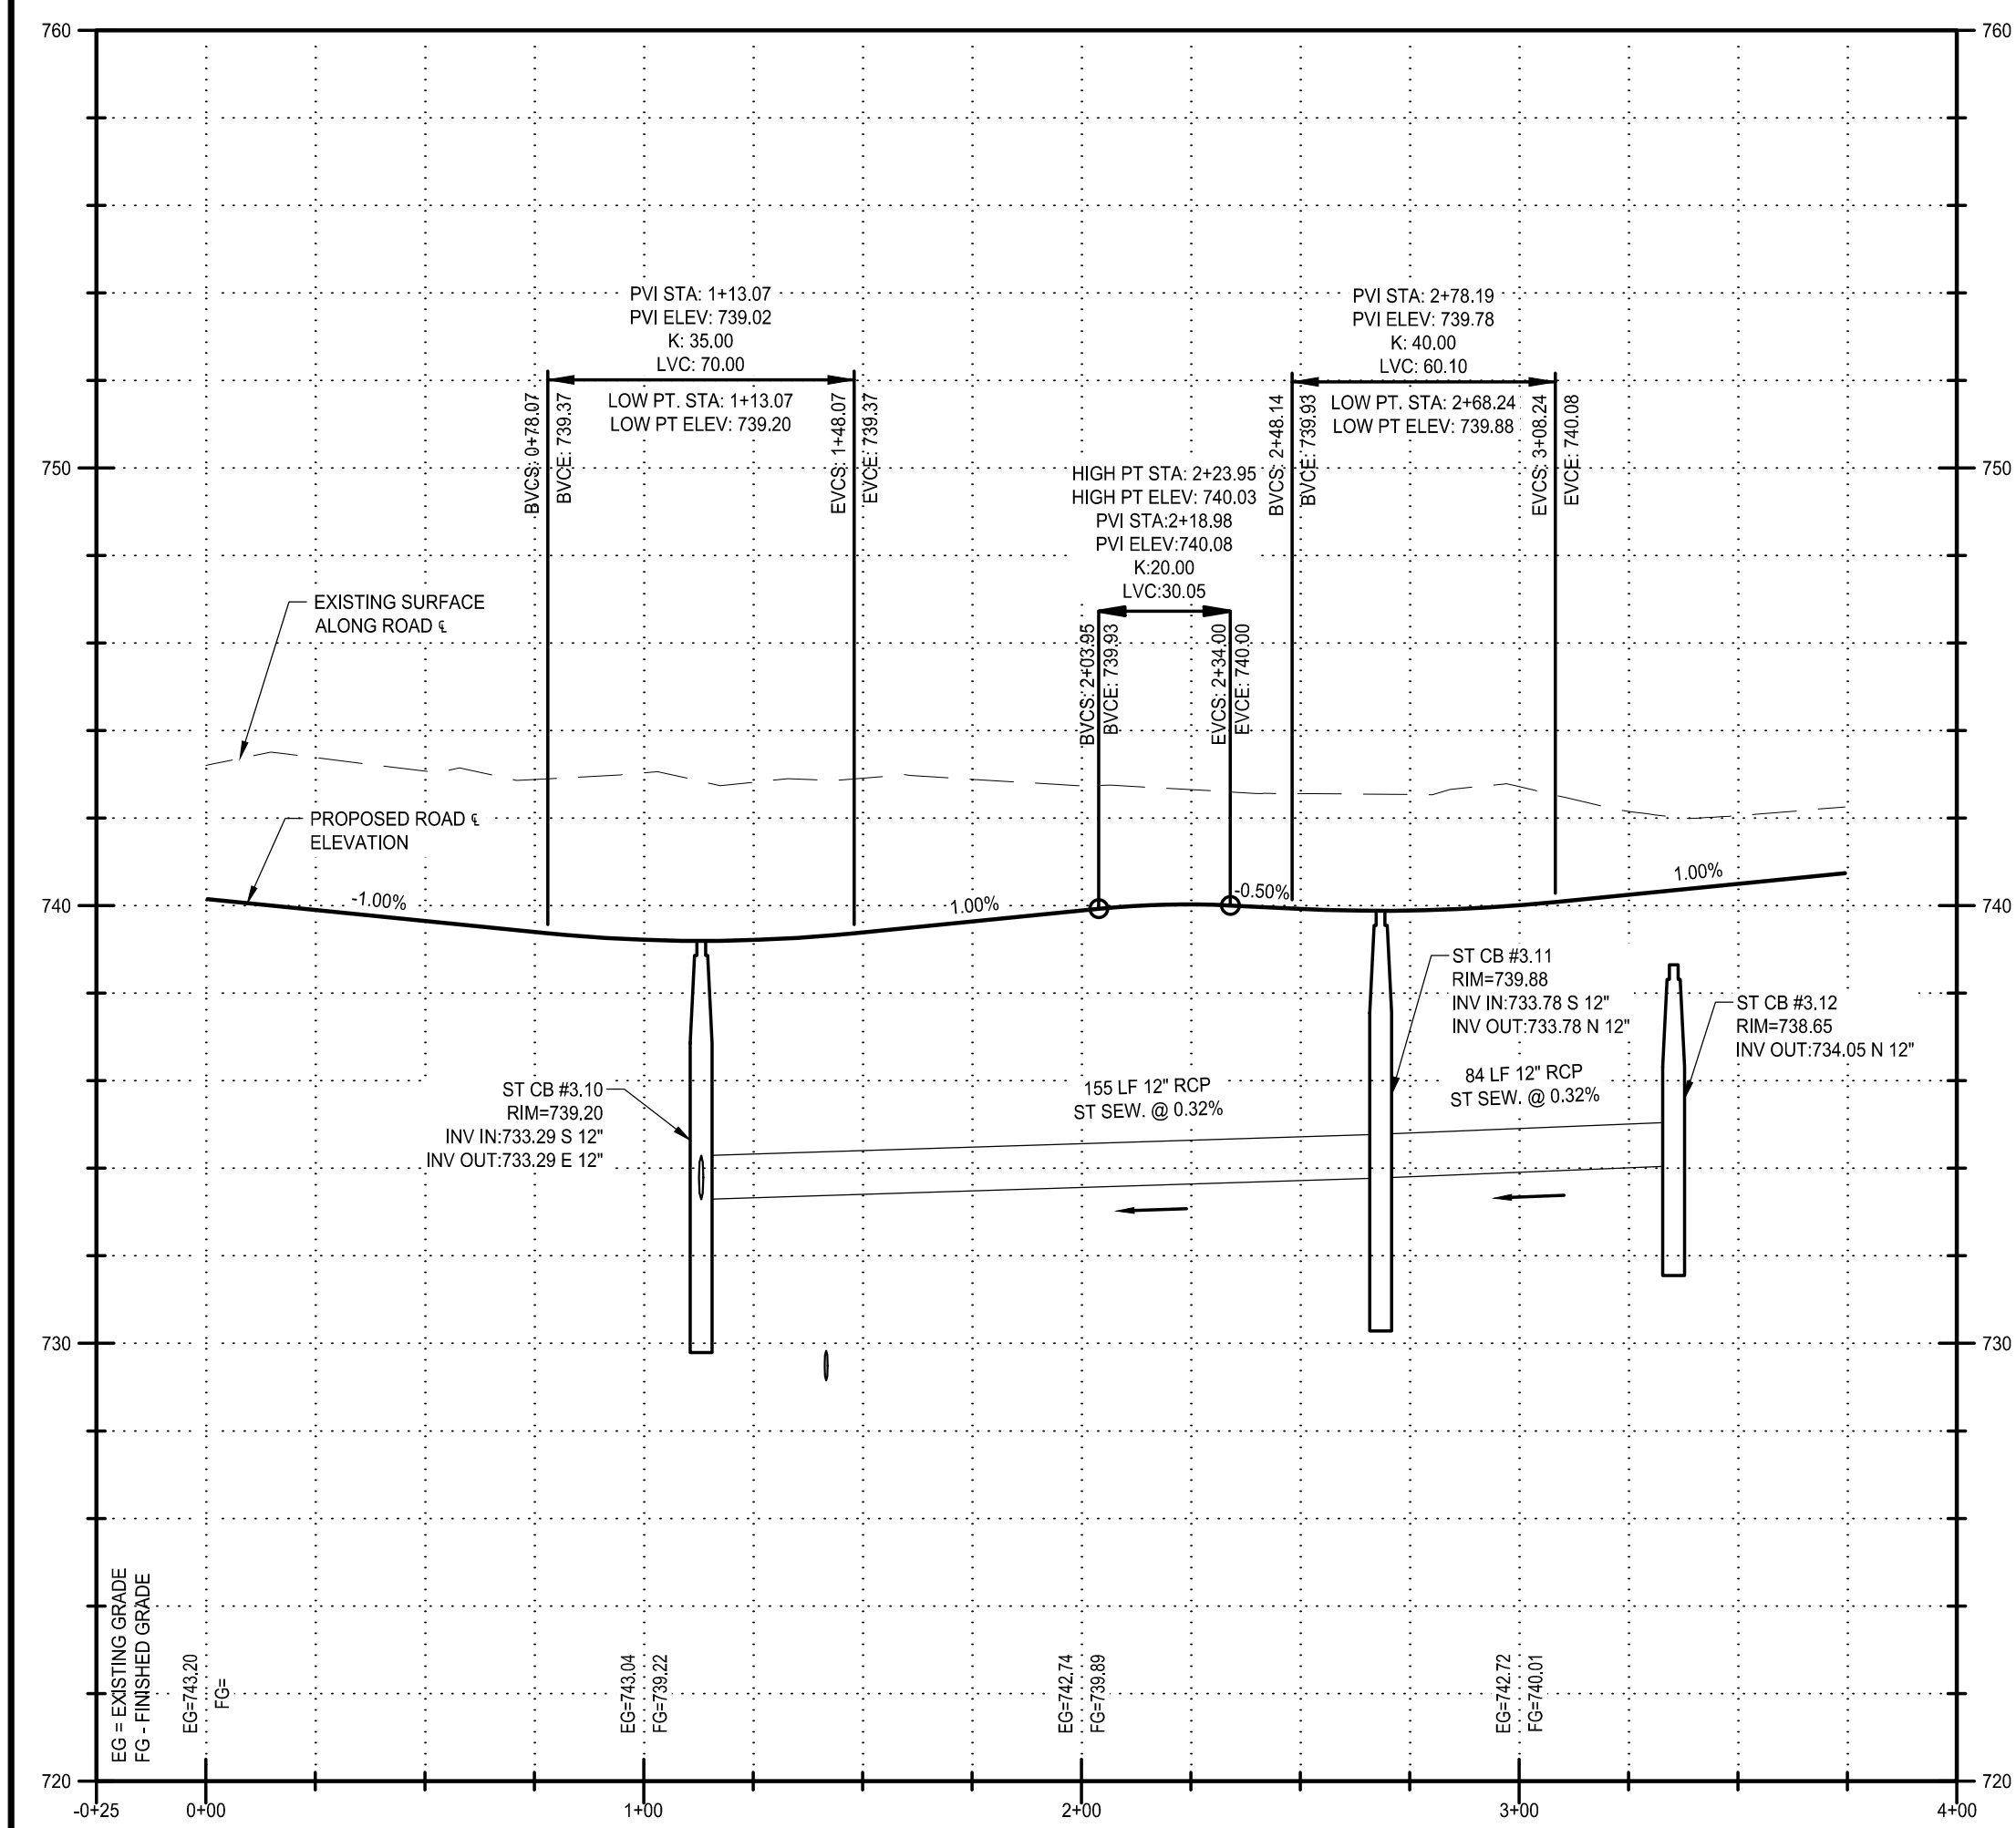 760
760
PVI STA: 1+13.07
PVI ELEV: 739.02
K: 35.00
LVC: 70.00
LOW PT. STA: 1+13.07
LOW PT ELEV: 739.20
BVCS: 0+78.07
BVCE: 739.37
EVCS: 1+48.07
EVCE: 739.37
PVI STA: 2+78.19
PVI ELEV: 739.78
K: 40.00
LVC: 60.10
LOW PT. STA: 2+68.24
LOW PT ELEV: 739.88
BVCS: 2+48.14
BVCE: 739.93
EVCS: 3+08.24
EVCE: 740.08
750
750
HIGH PT STA: 2+23.95
HIGH PT ELEV: 740.03
PVI STA:2+18.98
PVI ELEV:740.08
K:20.00
LVC:30.05
BVCS: 2+03.95
BVCE: 739.93
EVCS: 2+34.00
EVCE: 740.00
EXISTING SURFACE
ALONG ROAD ℄
PROPOSED ROAD ℄
ELEVATION
-1.00%
1.00%
-0.50%
1.00%
740
740
ST CB #3.11
RIM=739.88
INV IN:733.78 S 12"
INV OUT:733.78 N 12"
ST CB #3.12
RIM=738.65
INV OUT:734.05 N 12"
ST CB #3.10
RIM=739.20
INV IN:733.29 S 12"
INV OUT:733.29 E 12"
155 LF 12" RCP
ST SEW. @ 0.32%
84 LF 12" RCP
ST SEW. @ 0.32%
730
730
EG = EXISTING GRADE
FG - FINISHED GRADE
EG=743.20
FG=
EG=743.04
FG=739.22
EG=742.74
FG=739.89
EG=742.72
FG=740.01
720
720
-0+25
0+00
1+00
2+00
3+00
4+00